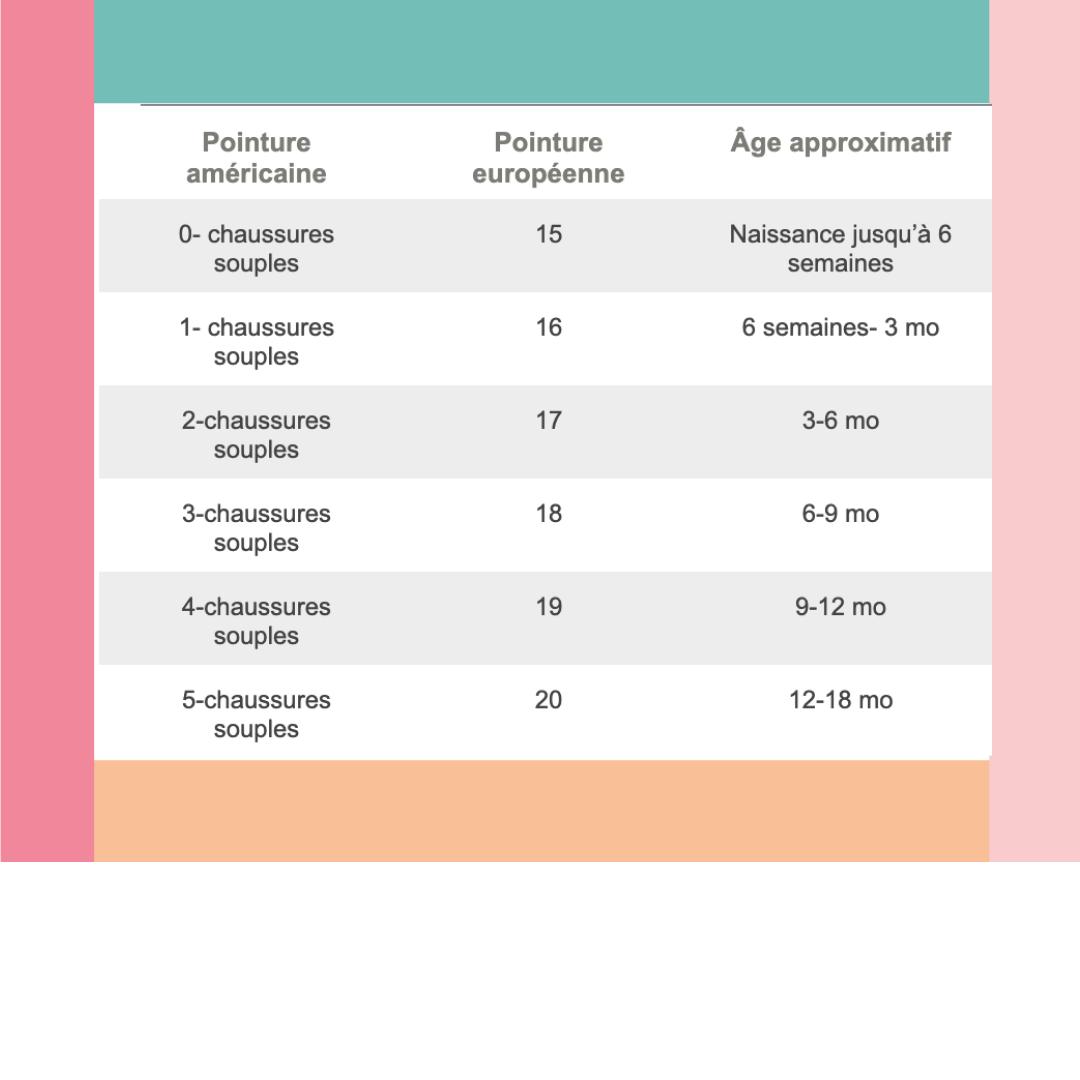 Pointure américaine	Pointure européenne	Âge approximatif
0- chaussures souples	15	Naissance jusqu’à 6 semaines
1- chaussures souples	16	6 semaines- 3 mo
2-chaussures souples	17	3-6 mo
3-chaussures souples	18	6-9 mo
4-chaussures souples	19	9-12 mo
5-chaussures souples	20	12-18 mo